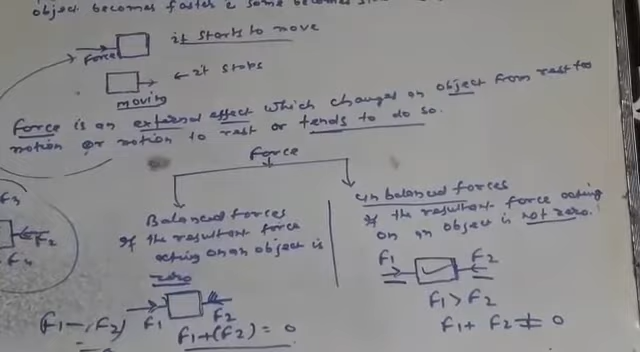 object becomes faster & some becomes
Force it starts to move
← it stops
moving
Force is an external effect which changes an object from rest to
motion or motion to rest or tends to do so.
Force
Balanced forces
If the resultant force
acting on an object is
zero
F1 F2
F1+(F2) = 0
(F1-, F2)
unbalanced forces
If the resultant force acting
on an object is not zero.
F1 F2
F1 > F2
F1 + F2 ≠ 0
F3
F2
F4